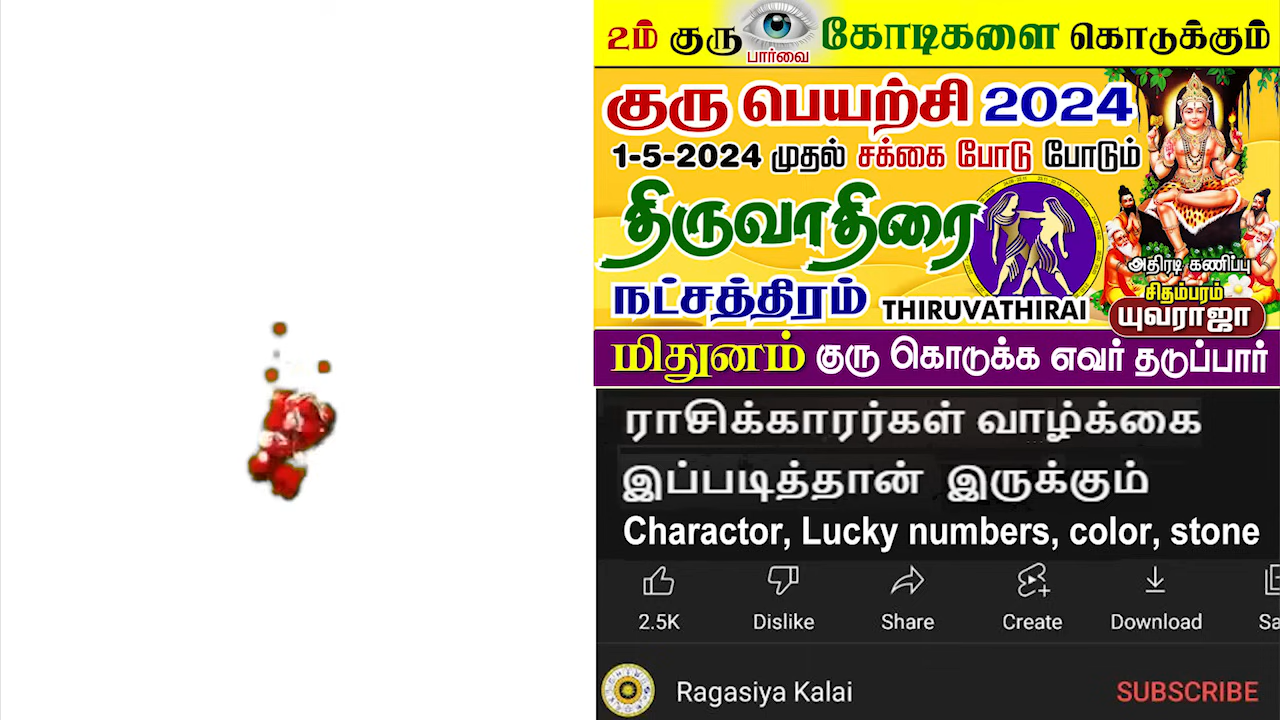 2ம் குரு பார்வை கோடிகளை கொடுக்கும்
குரு பெயற்சி 2024
1-5-2024 முதல் சக்கை போடு போடும்
திருவாதிரை
நட்சத்திரம் THIRUVATHIRAI
அதிரடி கணிப்பு
சிதம்பரம்
யுவராஜா
மிதுனம் குரு கொடுக்க எவர் தடுப்பார்
ராசிக்காரர்கள் வாழ்க்கை
இப்படித்தான் இருக்கும்
Charactor, Lucky numbers, color, stone
2.5K Dislike Share Create Download Sa
Ragasiya Kalai SUBSCRIBE